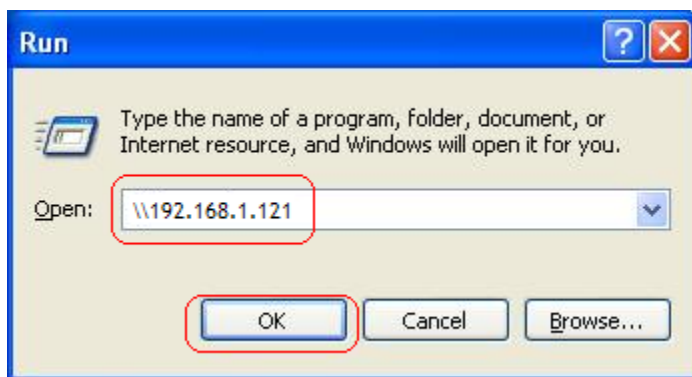 Run
Type the name of a program, folder, document, or
Internet resource, and Windows will open it for you.
Open: \\192.168.1.121
OK Cancel Browse...